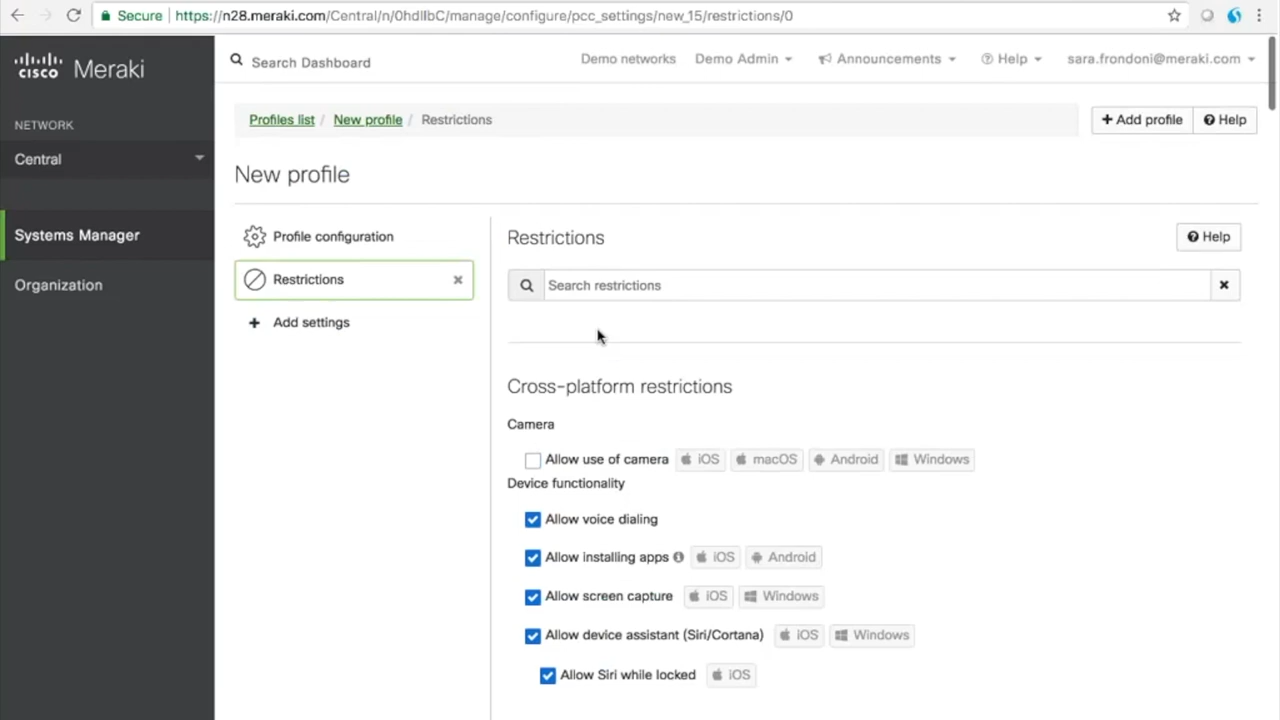 Secure https://n28.meraki.com/Central/n/0hdIIbC/manage/configure/pcc_settings/new_15/restrictions/0
cisco Meraki
Search Dashboard
Demo networks
Demo Admin
Announcements
Help
sara.frondoni@meraki.com
NETWORK
Central
Systems Manager
Organization
Profiles list / New profile / Restrictions
+ Add profile
Help
New profile
Profile configuration
Restrictions
Add settings
Restrictions
Help
Search restrictions
Cross-platform restrictions
Camera
Allow use of camera iOS macOS Android Windows
Device functionality
Allow voice dialing
Allow installing apps iOS Android
Allow screen capture iOS Windows
Allow device assistant (Siri/Cortana) iOS Windows
Allow Siri while locked iOS